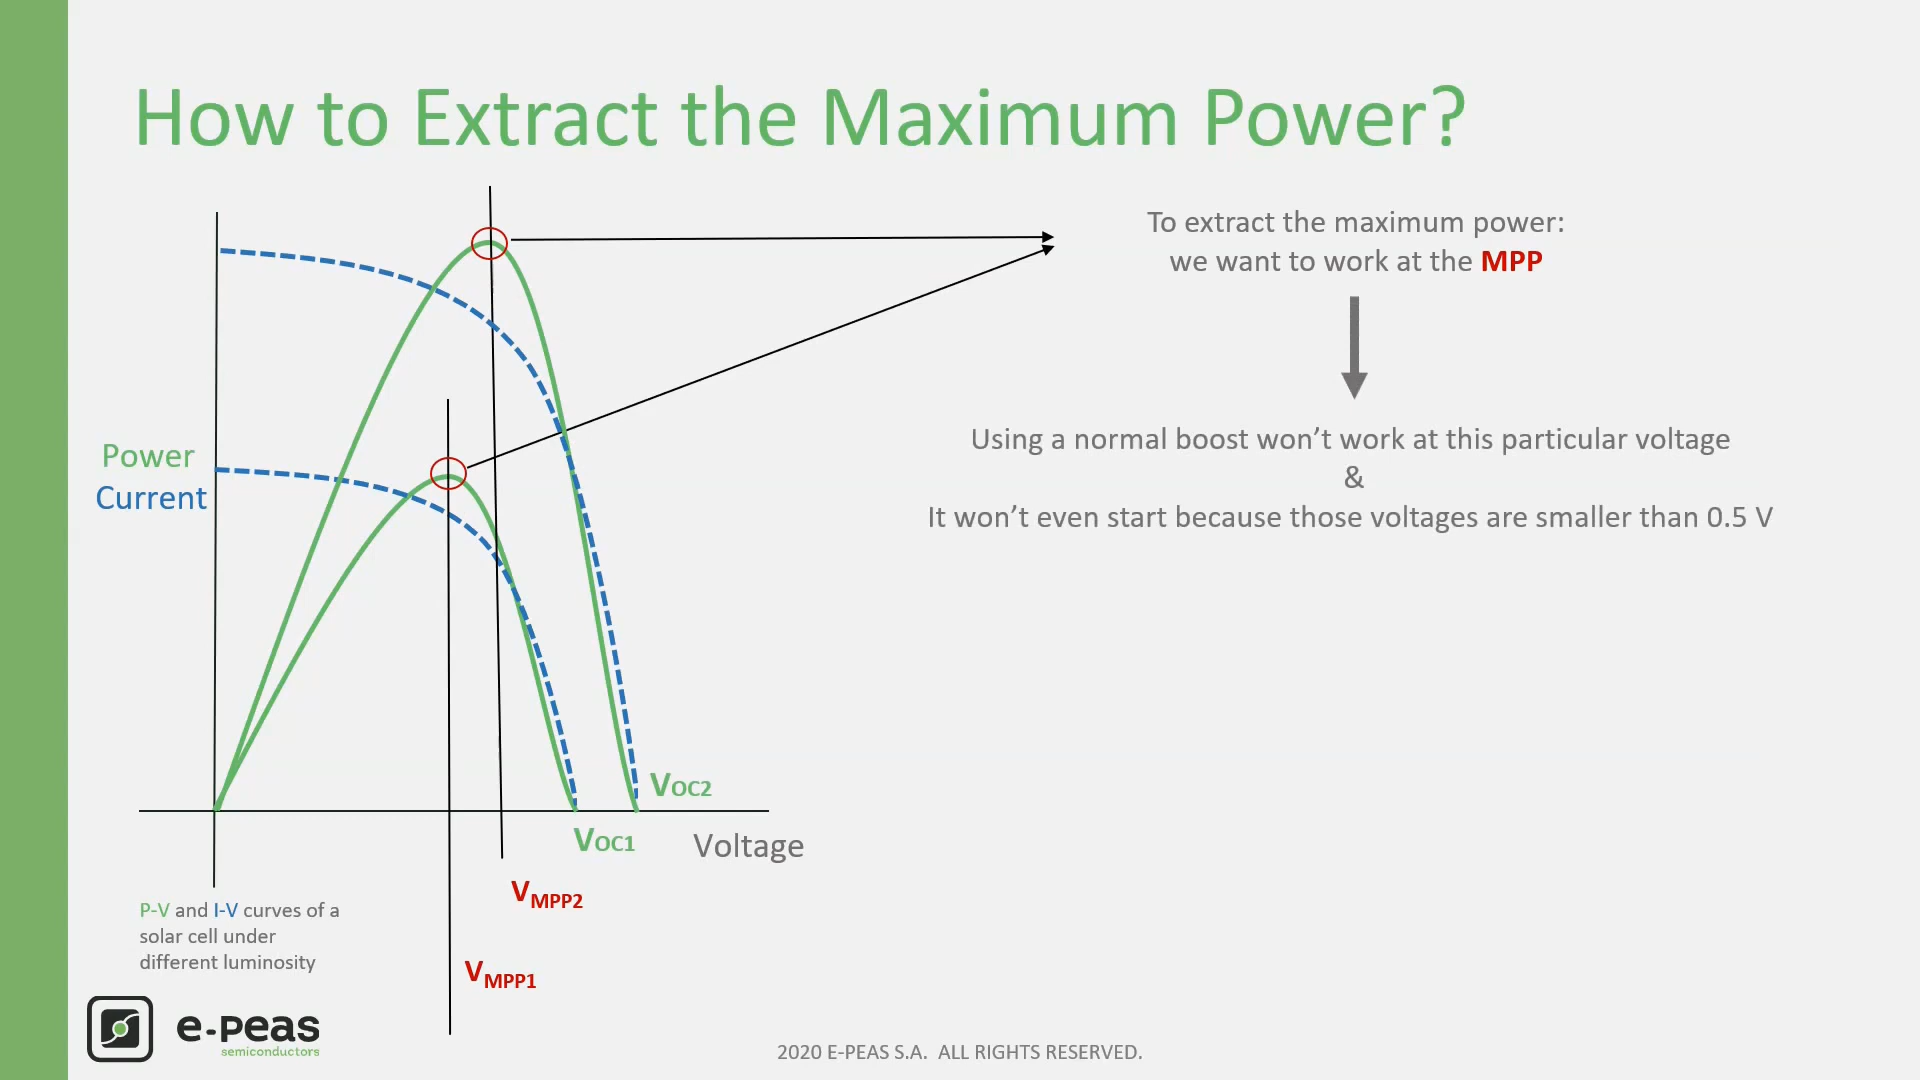 How to Extract the Maximum Power?
To extract the maximum power:
we want to work at the MPP
Using a normal boost won’t work at this particular voltage
&
It won’t even start because those voltages are smaller than 0.5 V
Power
Current
VOC2
VOC1
Voltage
VMPP2
VMPP1
P-V and I-V curves of a
solar cell under
different luminosity
e-peas
semiconductors
2020 E-PEAS S.A. ALL RIGHTS RESERVED.